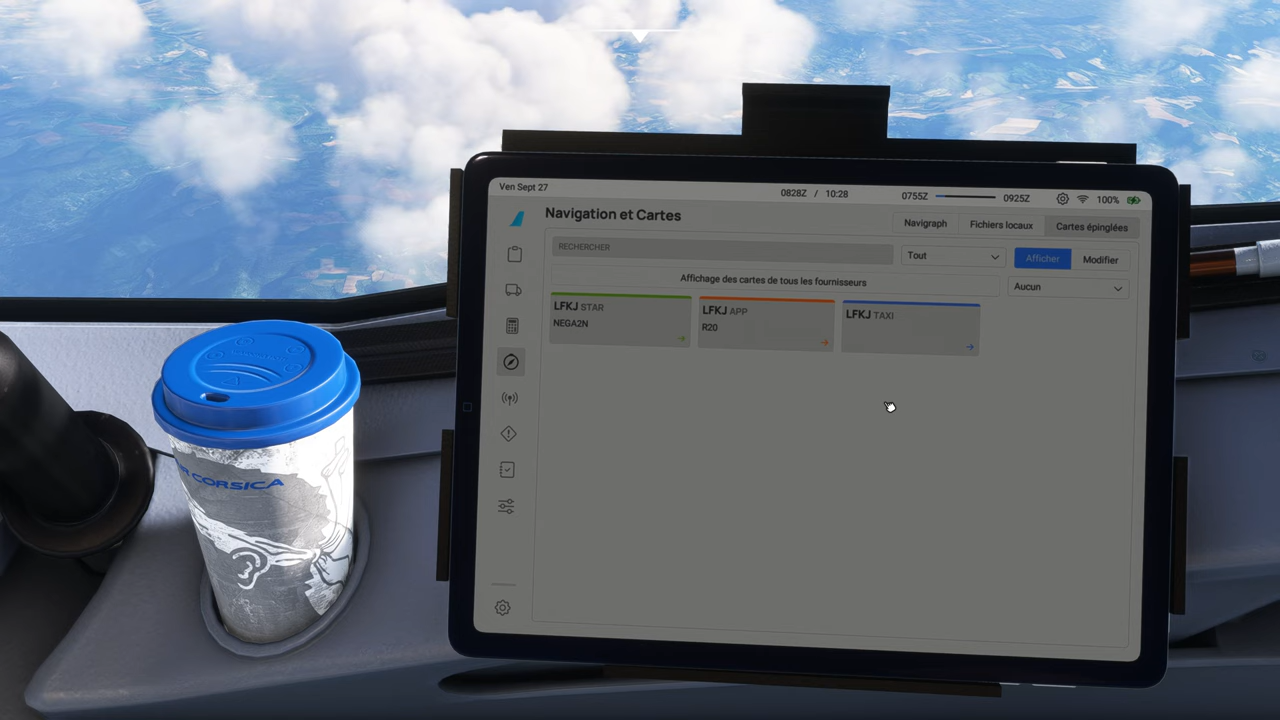 Ven Sept 27
0828Z / 10:28
0755Z
0925Z
100%
Navigation et Cartes
Navigraph
Fichiers locaux
Cartes épinglées
RECHERCHER
Tout
Afficher
Modifier
Affichage des cartes de tous les fournisseurs
Aucun
LFKJ STAR
NEGA2N
LFKJ APP
R20
LFKJ TAXI
CORSICA